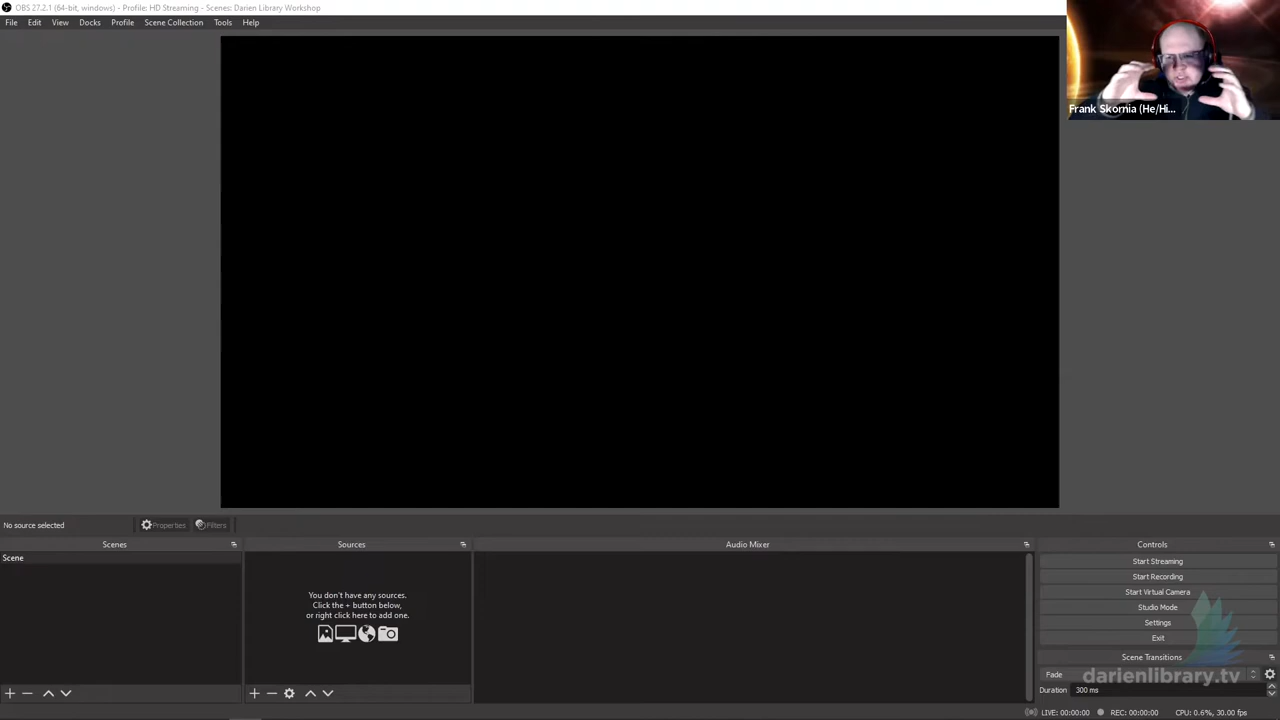 OBS 27.2.1 (64-bit, windows) - Profile: HD Streaming - Scenes: Darien Library Workshop
File Edit View Docks Profile Scene Collection Tools Help
Frank Skornia (He/Hi...
No source selected Properties Filters
Scenes Sources Audio Mixer Controls
Scene
You don't have any sources.
Click the + button below,
or right click here to add one.
Start Streaming
Start Recording
Start Virtual Camera
Studio Mode
Settings
Exit
Scene Transitions
Fade
darienlibrary.tv
Duration 300 ms
LIVE: 00:00:00 REC: 00:00:00 CPU: 0.6%, 30.00 fps